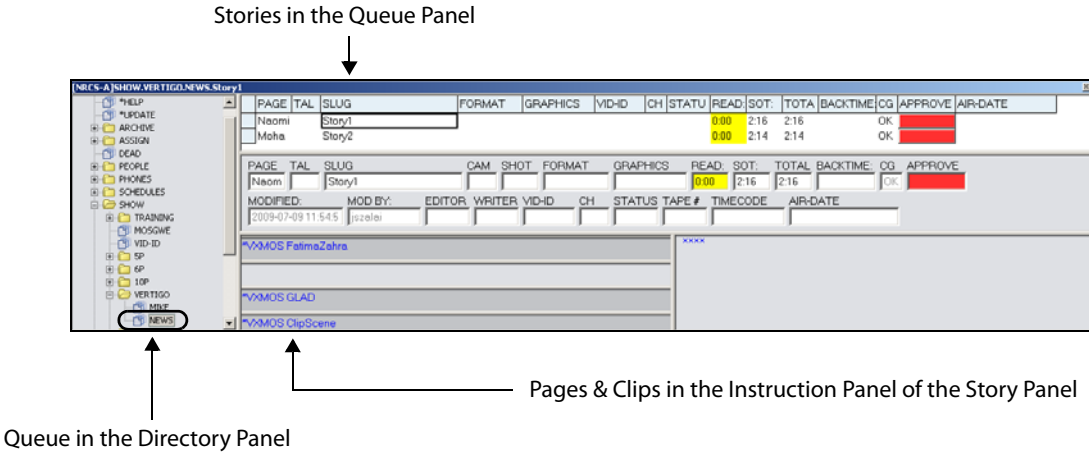 Stories in the Queue Panel
[NRCS-A]SHOW.VERTIGO.NEWS.Story1
*HELP
*UPDATE
ARCHIVE
ASSIGN
DEAD
PEOPLE
PHONES
SCHEDULES
SHOW
TRAINING
MOSGWE
VID-ID
5P
6P
10P
VERTIGO
MIKE
NEWS
PAGE TAL SLUG FORMAT GRAPHICS VID-ID CH STATU READ: SOT: TOTA BACKTIME CG APPROVE AIR-DATE
Naomi Story1 0:00 2:16 2:16 OK
Moha Story2 0:00 2:14 2:14 OK
PAGE TAL SLUG CAM SHOT FORMAT GRAPHICS READ: SOT: TOTAL BACKTIME: CG APPROVE
Naom Story1 0:00 2:16 2:16 OK
MODIFIED: MOD BY: EDITOR WRITER VID-ID CH STATUS TAPE # TIMECODE AIR-DATE
2009-07-09 11:54:5 jszalai
*VXMOS FatimaZahra
*VXMOS GLAD
*VXMOS ClipScene
××××
Pages & Clips in the Instruction Panel of the Story Panel
Queue in the Directory Panel